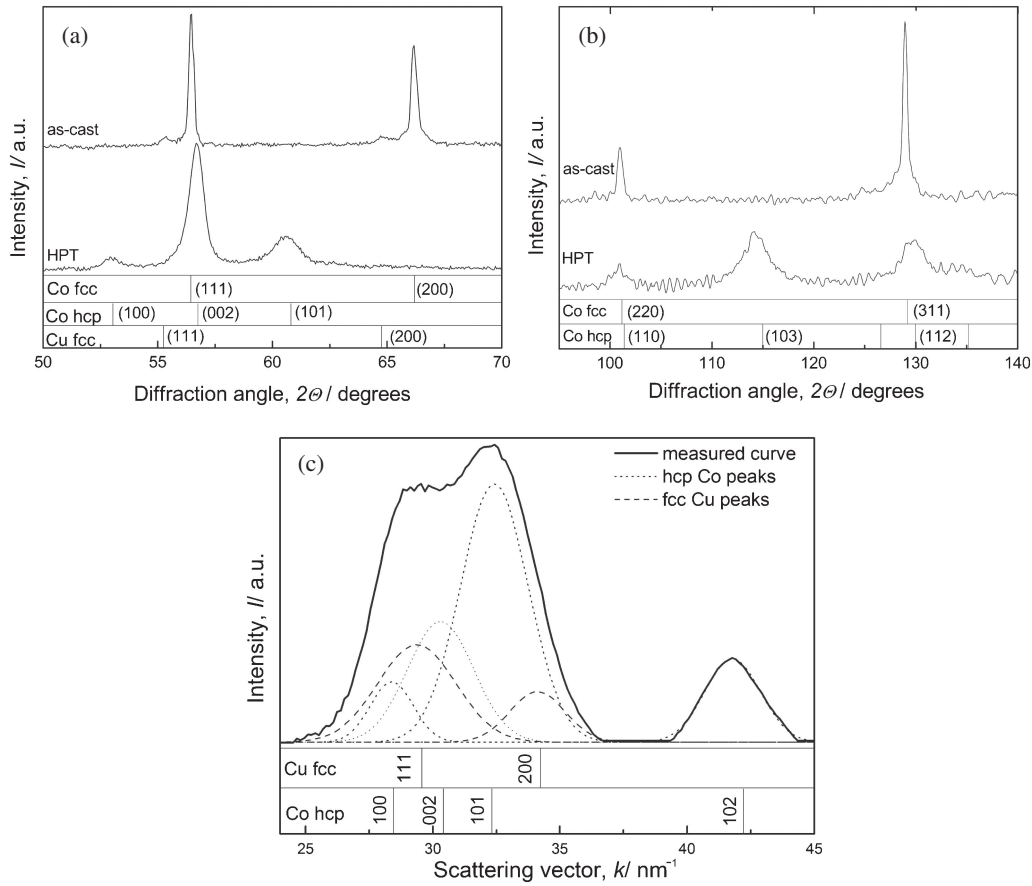 (a)
as-cast
HPT
Intensity, I/ a.u.
Co fcc (111) (200)
Co hcp (100) (002) (101)
Cu fcc (111) (200)
50 55 60 65 70
Diffraction angle, 2Θ / degrees
(b)
as-cast
HPT
Intensity, I/ a.u.
Co fcc (220) (311)
Co hcp (110) (103) (112)
100 110 120 130 140
Diffraction angle, 2Θ / degrees
(c)
measured curve
hcp Co peaks
fcc Cu peaks
Intensity, I/ a.u.
Cu fcc 111 200
Co hcp 100 002 101 102
25 30 35 40 45
Scattering vector, k/ nm⁻¹